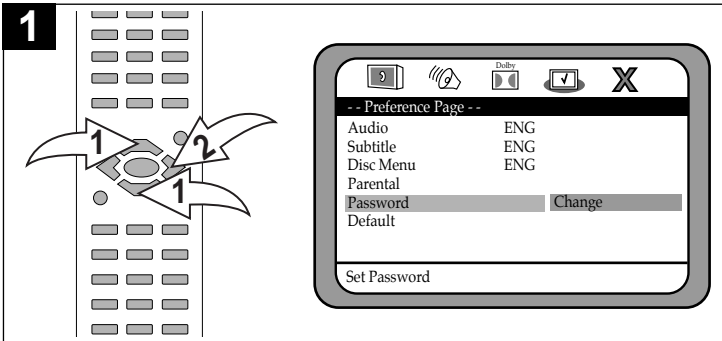 1
1
2
1
Dolby
- - Preference Page - -
Audio ENG
Subtitle ENG
Disc Menu ENG
Parental
Password Change
Default
Set Password